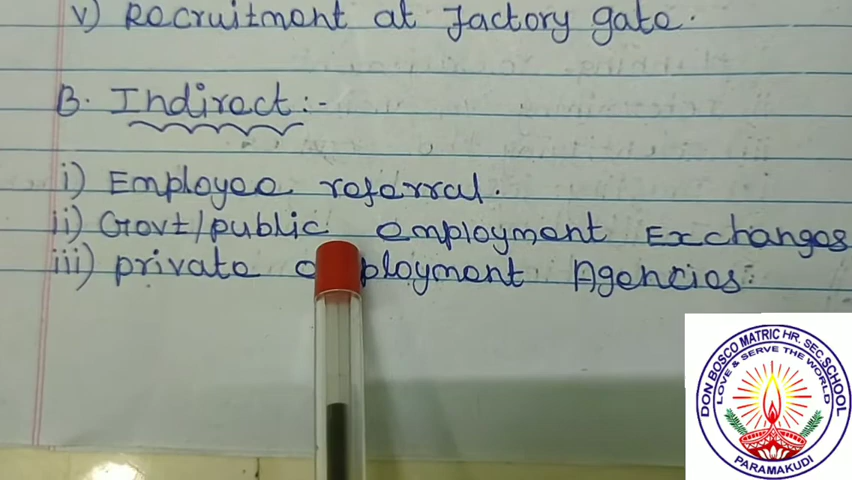 v) Recruitment at factory gate.
B. Indirect:-
i) Employee referral.
ii) Govt/public employment Exchanges
iii) private employment Agencies.
DON BOSCO MATRIC HR. SEC. SCHOOL
LOVE & SERVE THE WORLD
PARAMAKUDI